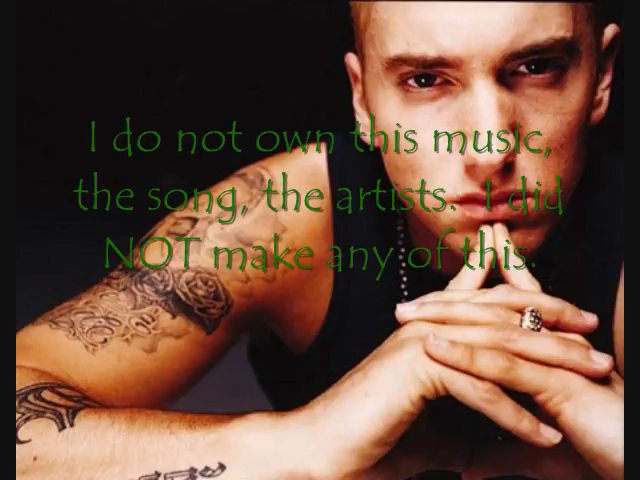 I do not own this music,
the song, the artists.  I did
NOT make any of this.